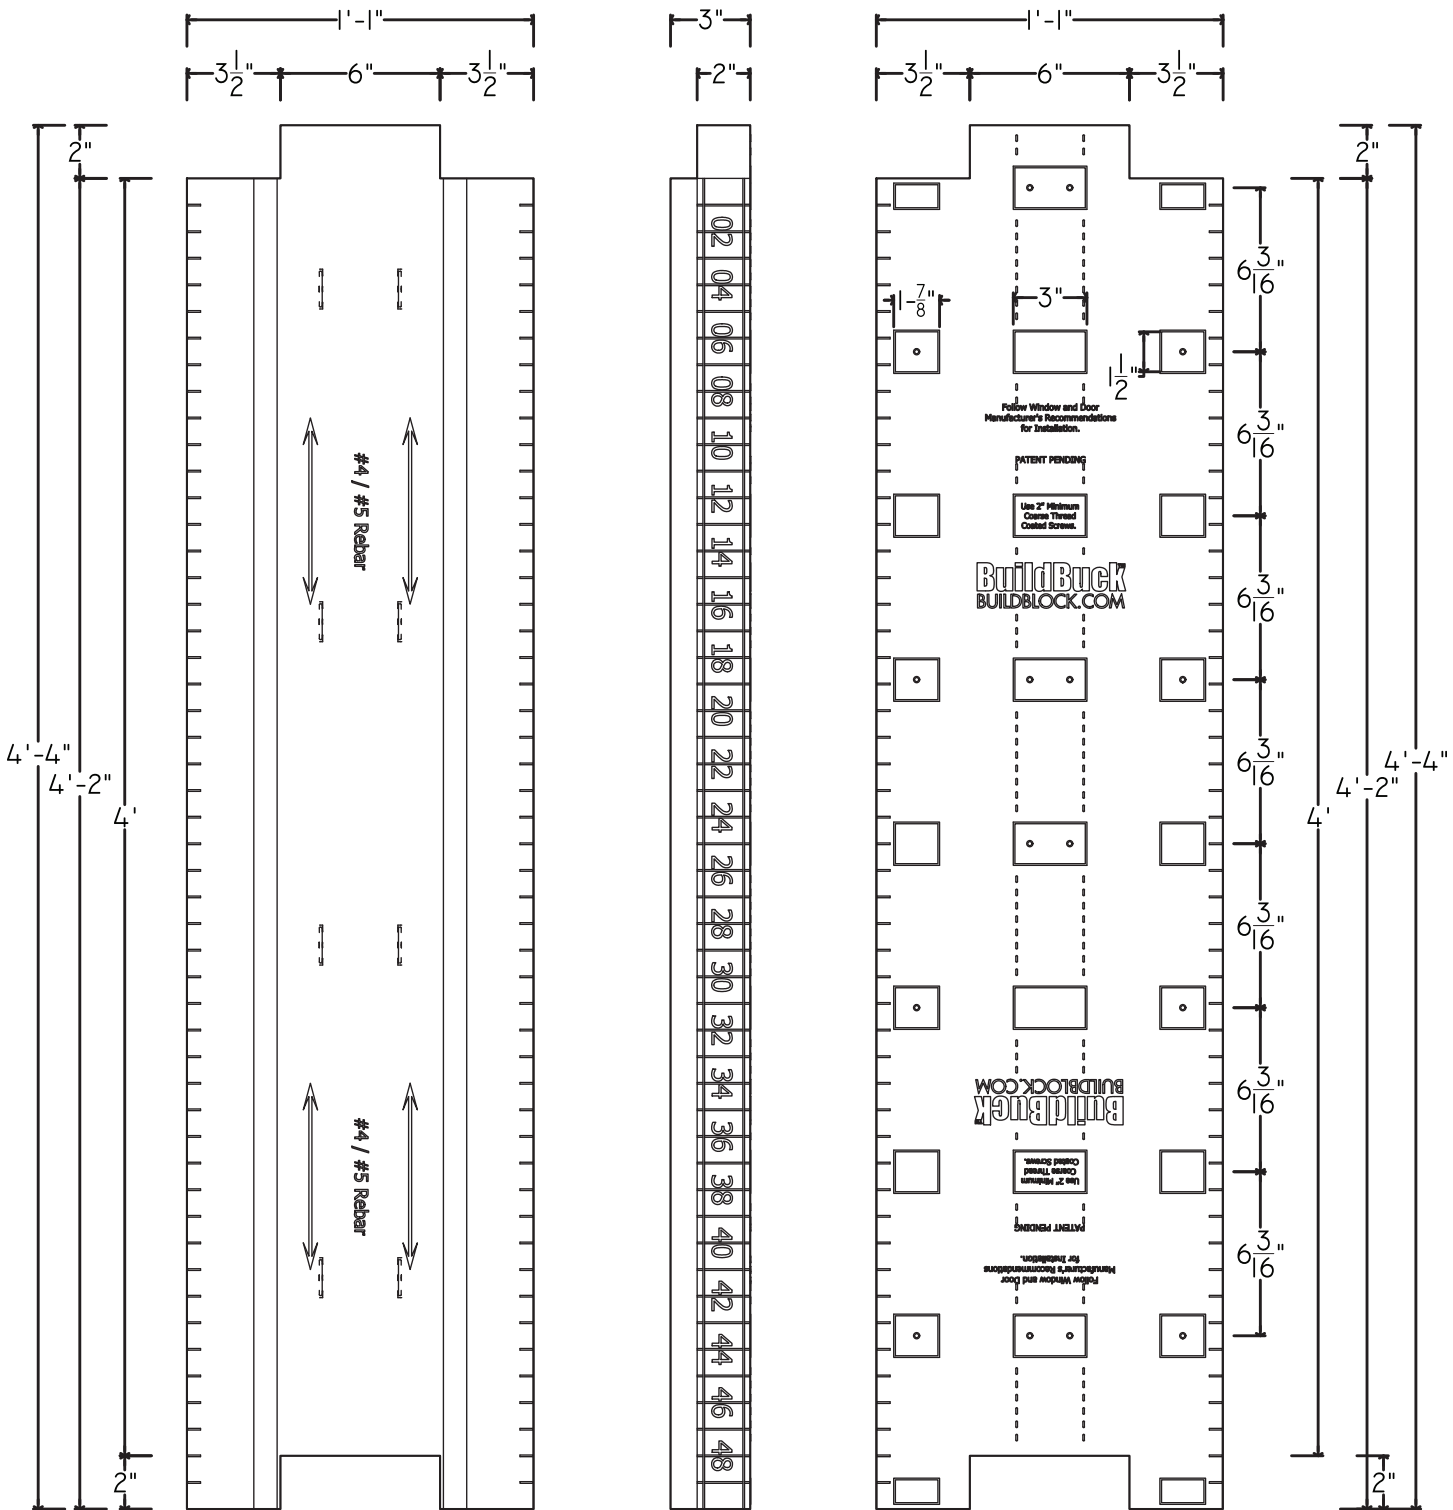 1'-1"
3 1/2"
6"
3 1/2"
3"
2"
1'-1"
3 1/2"
6"
3 1/2"
2"
4'-4"
4'-2"
4'
2"
#4 / #5 Rebar
#4 / #5 Rebar
02
04
06
08
10
12
14
16
18
20
22
24
26
28
30
32
34
36
38
40
42
44
46
48
1-7/8"
3"
1 1/2"
Follow Window and Door
Manufacturer's Recommendations
for Installation.
PATENT PENDING
Use 2" Minimum
Coarse Thread
Coated Screws.
BuildBuck
BUILDBLOCK.COM
BuildBuck
BUILDBLOCK.COM
Use 2" Minimum
Coarse Thread
Coated Screws.
PATENT PENDING
Follow Window and Door
Manufacturer's Recommendations
for Installation.
6 3/16"
6 3/16"
6 3/16"
6 3/16"
6 3/16"
6 3/16"
6 3/16"
2"
4'
4'-2"
4'-4"
2"